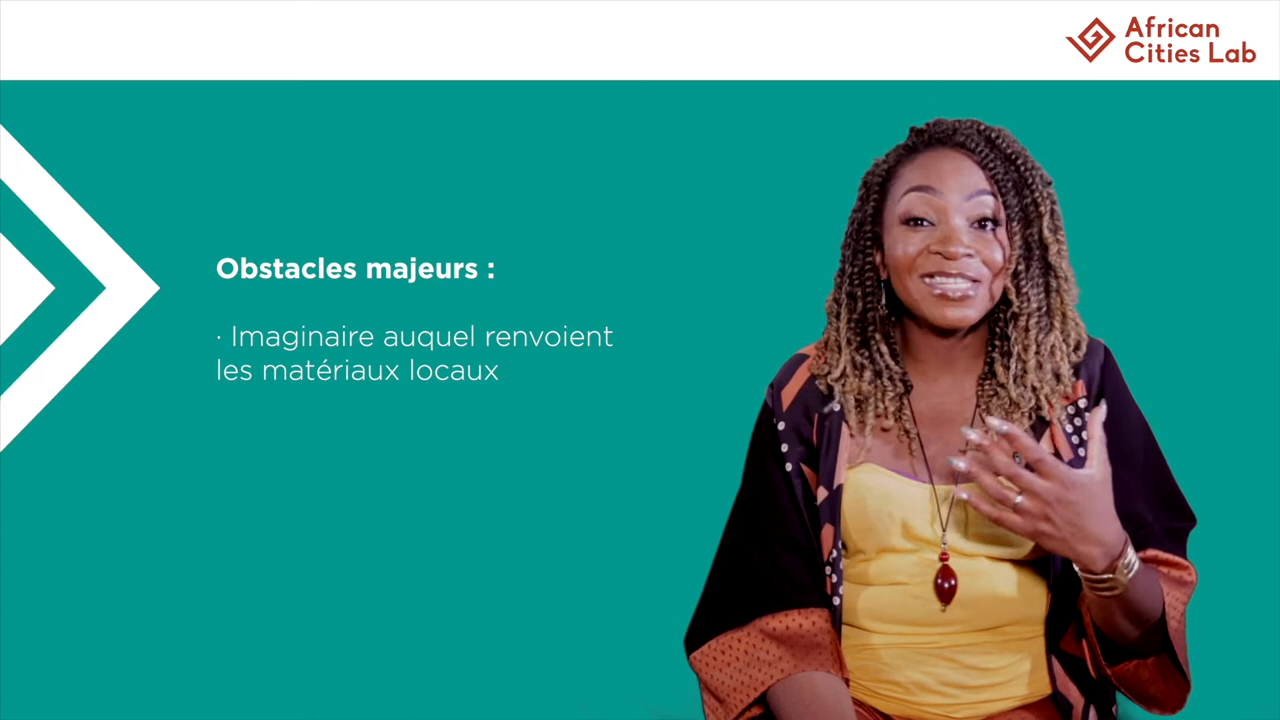 African
Cities Lab
Obstacles majeurs :
· Imaginaire auquel renvoient
les matériaux locaux